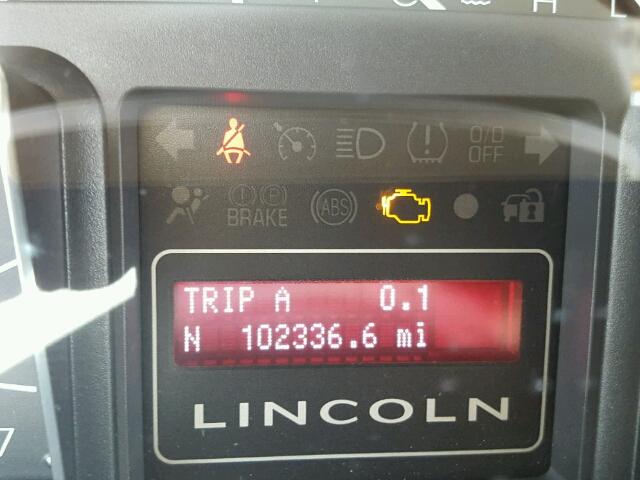 H
O/D
OFF
BRAKE
ABS
TRIP A 0.1
N 102336.6 mi
LINCOLN